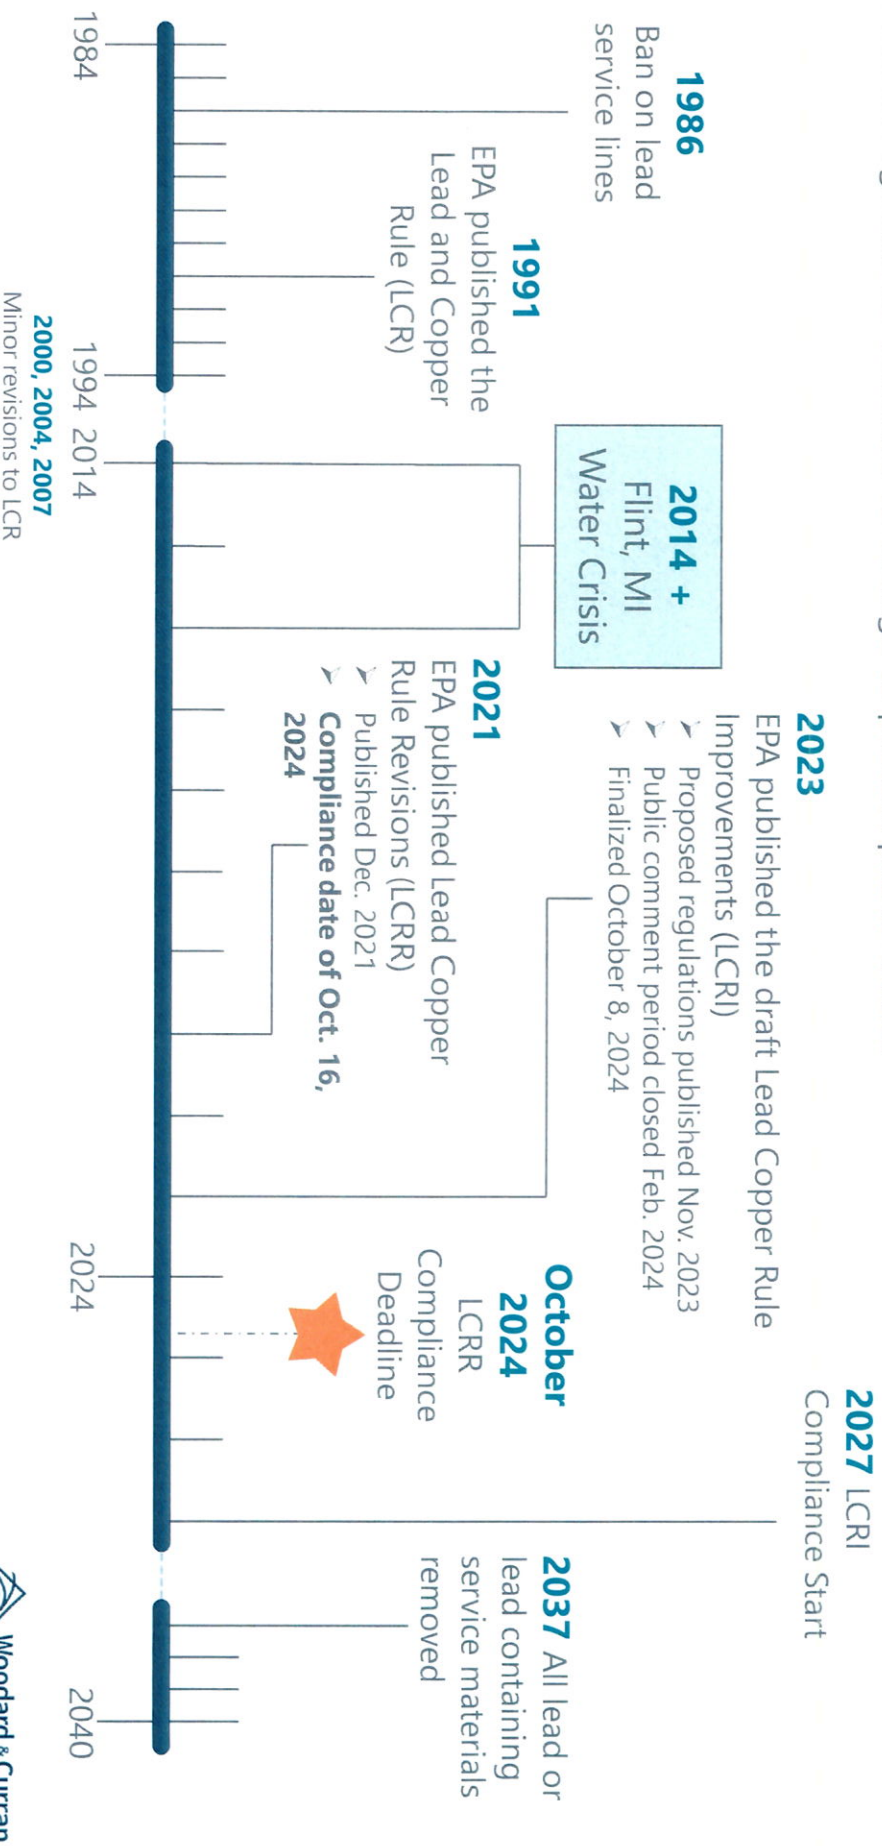 1986
Ban on lead
service lines
1991
EPA published the
Lead and Copper
Rule (LCR)
2014 +
Flint, MI
Water Crisis
2021
EPA published Lead Copper
Rule Revisions (LCRR)
➢ Published Dec. 2021
➢ Compliance date of Oct. 16,
2024
2023
EPA published the draft Lead Copper Rule
Improvements (LCRI)
➢ Proposed regulations published Nov. 2023
➢ Public comment period closed Feb. 2024
➢ Finalized October 8, 2024
October
2024
LCRR
Compliance
Deadline
2027 LCRI
Compliance Start
2037 All lead or
lead containing
service materials
removed
1984
1994
2014
2024
2040
2000, 2004, 2007
Minor revisions to LCR
Woodard & Curran